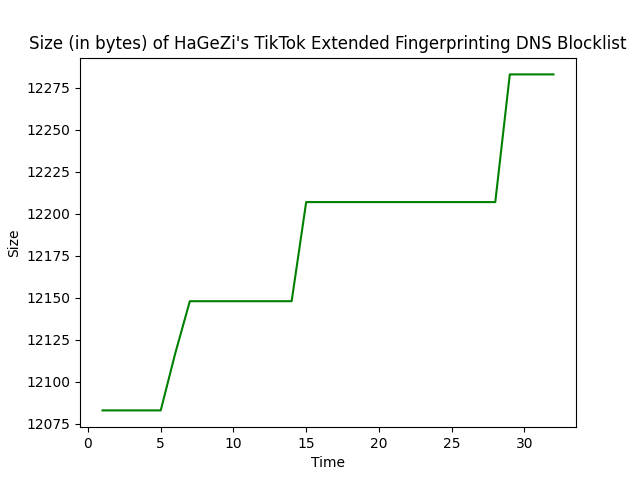 Size (in bytes) of HaGeZi's TikTok Extended Fingerprinting DNS Blocklist
12275
12250
12225
12200
12175
12150
12125
12100
12075
Size
0 5 10 15 20 25 30
Time